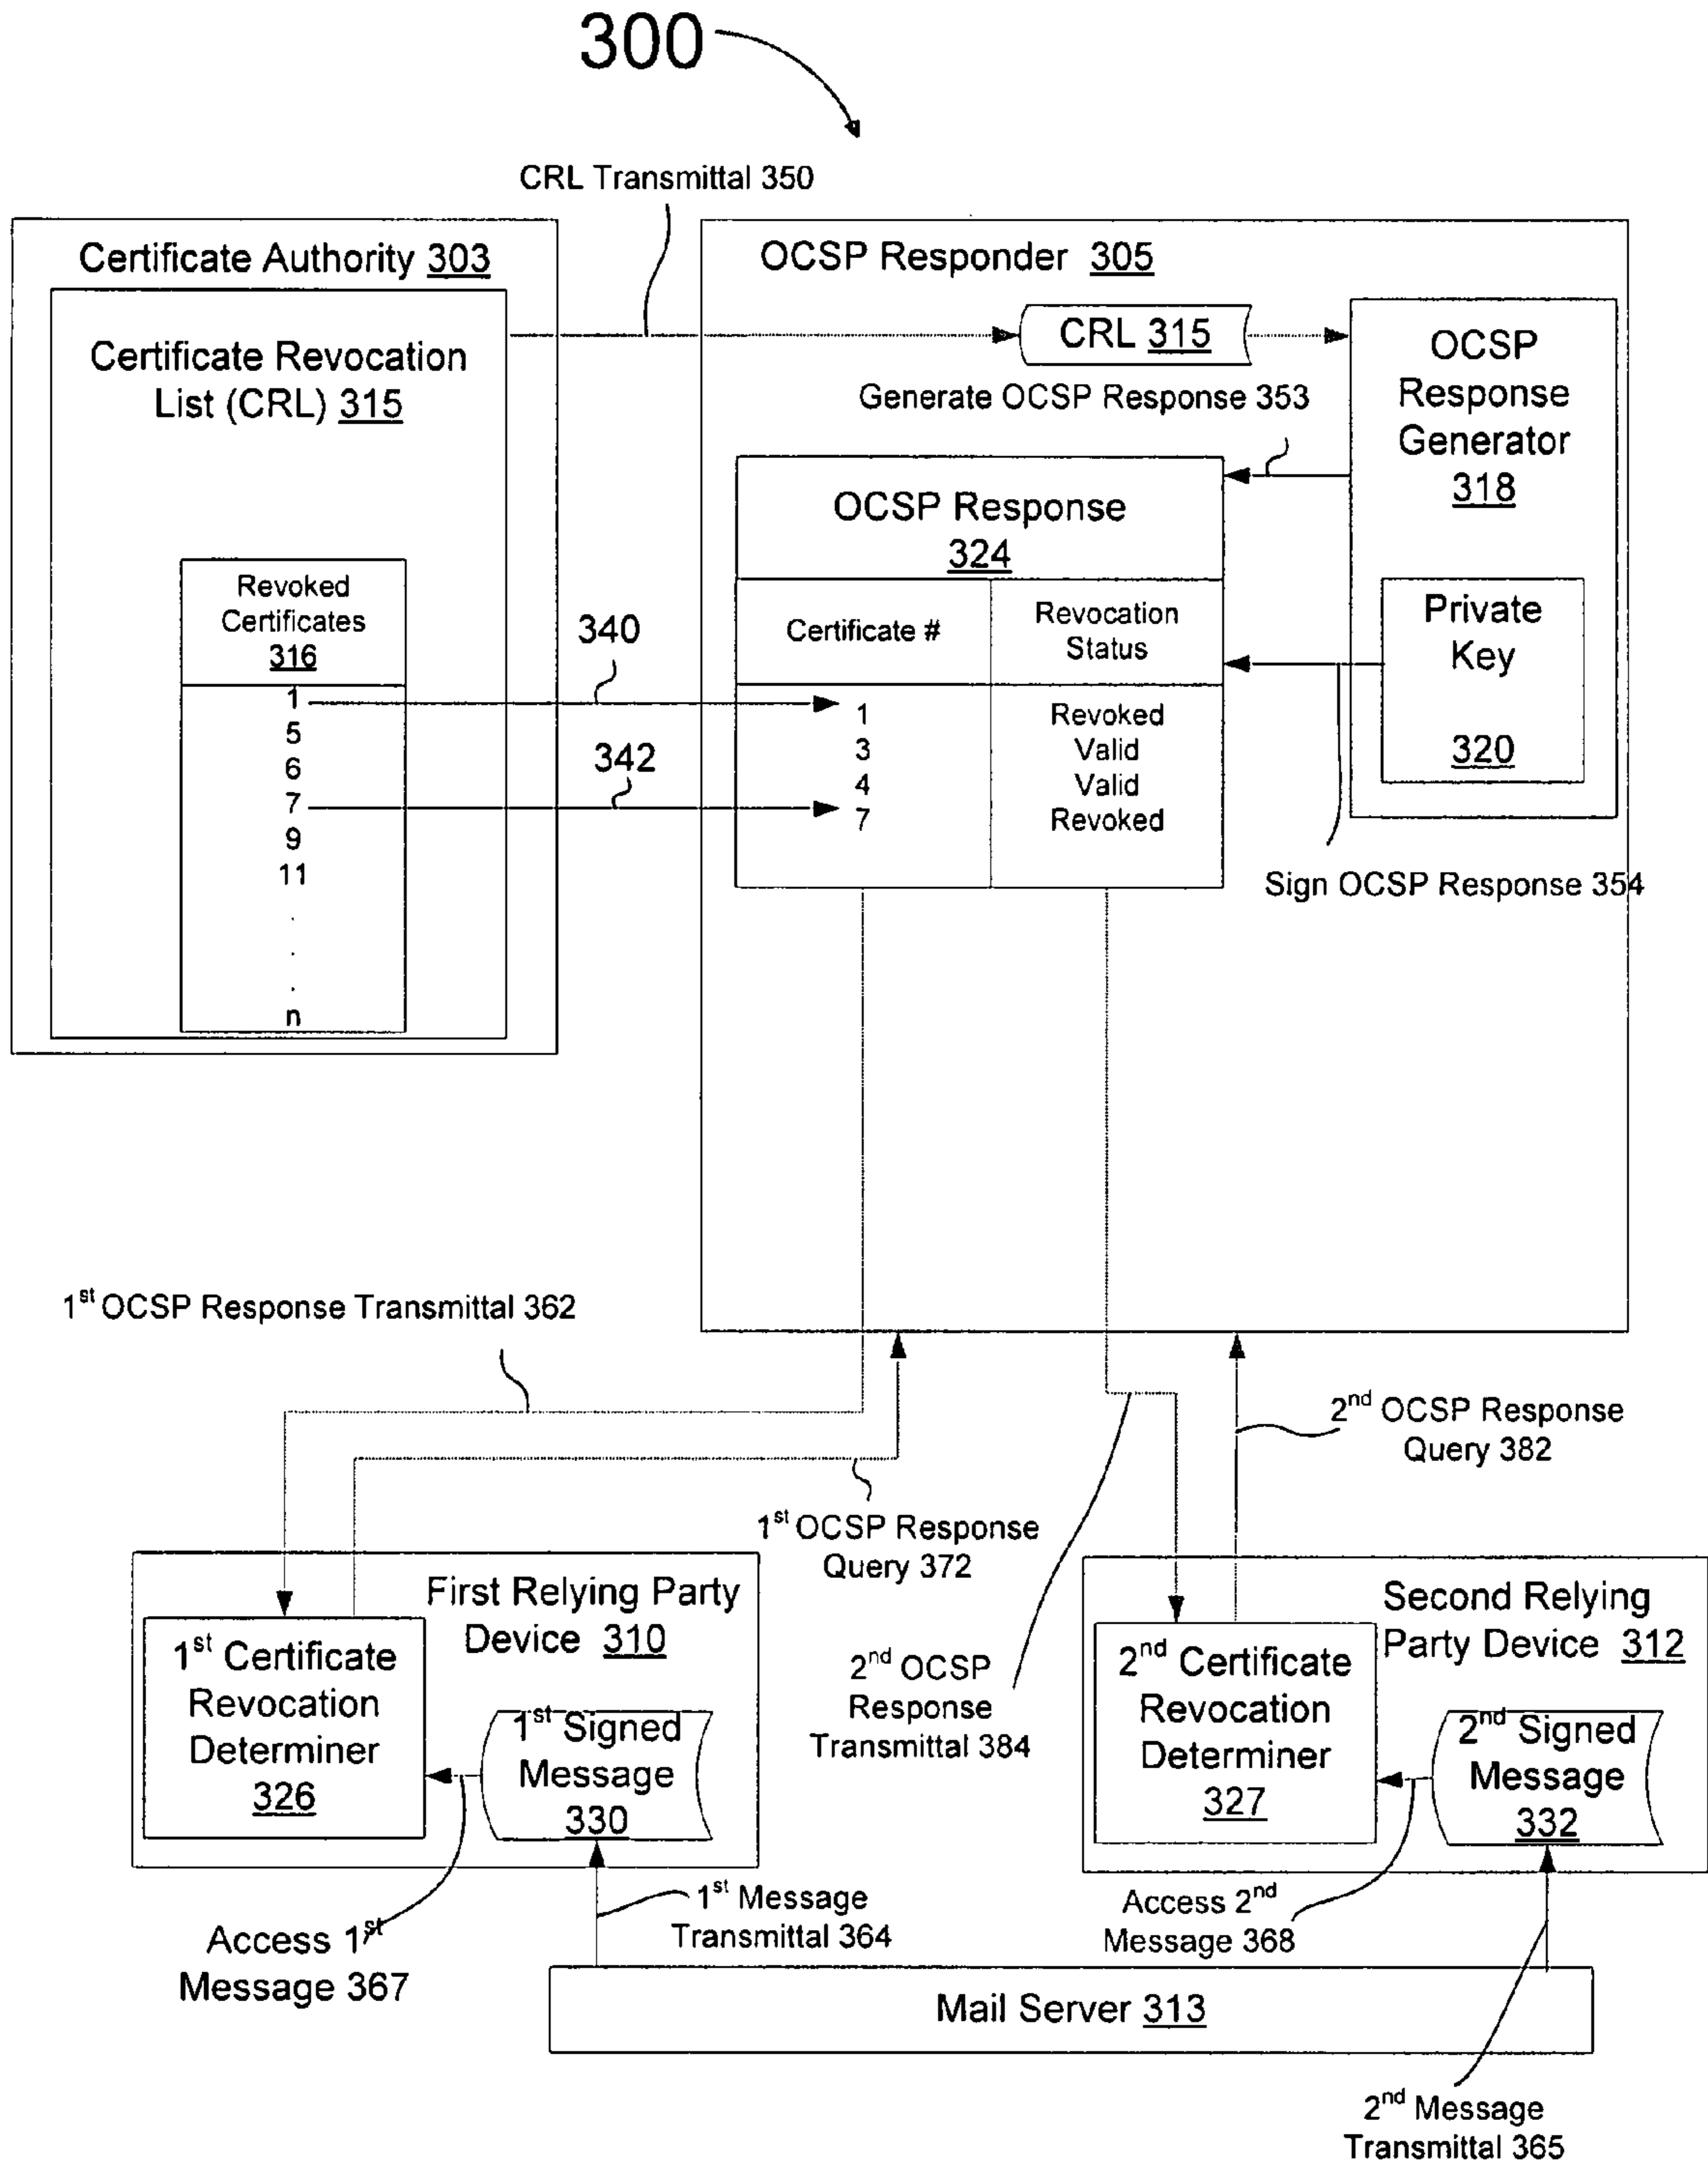 300
CRL Transmittal 350
Certificate Authority 303
Certificate Revocation
List (CRL) 315
Revoked
Certificates
316
1
5
6
7
9
11
.
.
.
n
340
342
OCSP Responder 305
CRL 315
OCSP
Response
Generator
318
Generate OCSP Response 353
OCSP Response
324
Certificate #
Revocation
Status
1 Revoked
3 Valid
4 Valid
7 Revoked
Private
Key
320
Sign OCSP Response 354
1st OCSP Response Transmittal 362
2nd OCSP Response
Query 382
1st OCSP Response
Query 372
First Relying Party
Device 310
1st Certificate
Revocation
Determiner
326
1st Signed
Message
330
2nd OCSP
Response
Transmittal 384
Second Relying
Party Device 312
2nd Certificate
Revocation
Determiner
327
2nd Signed
Message
332
Access 1st
Message 367
1st Message
Transmittal 364
Access 2nd
Message 368
Mail Server 313
2nd Message
Transmittal 365